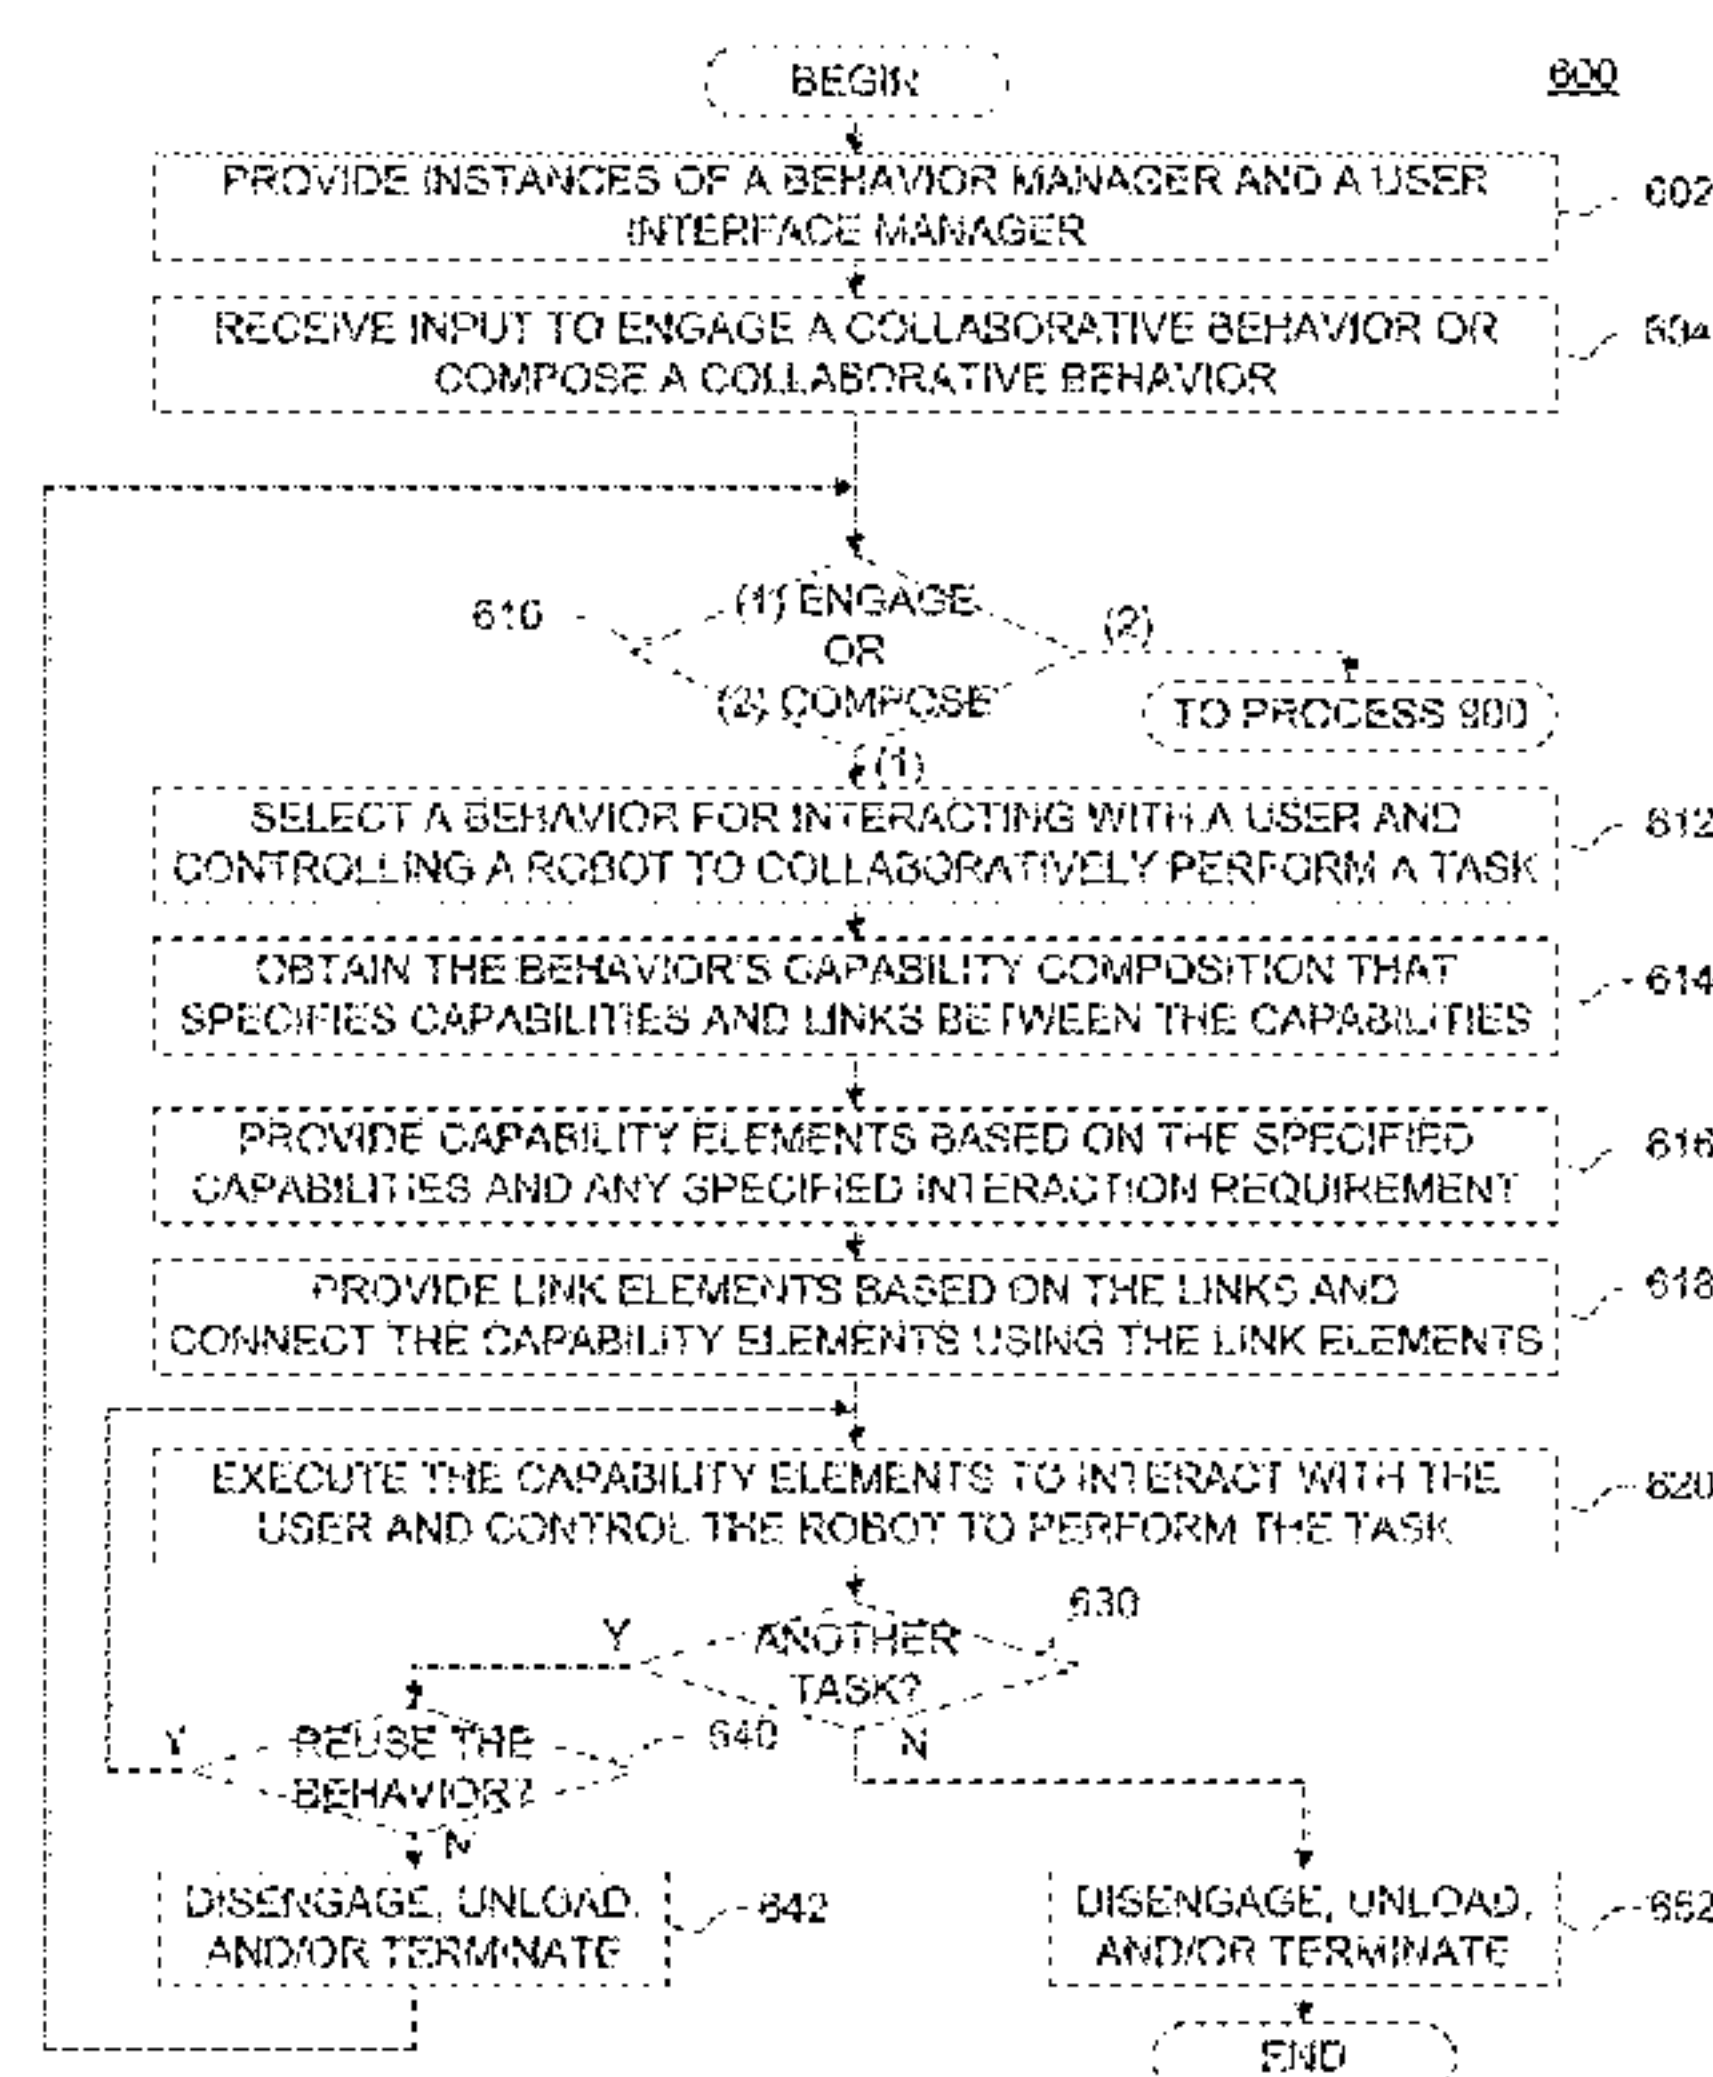 BEGIN
600
PROVIDE INSTANCES OF A BEHAVIOR MANAGER AND A USER
INTERFACE MANAGER
602
RECEIVE INPUT TO ENGAGE A COLLABORATIVE BEHAVIOR OR
COMPOSE A COLLABORATIVE BEHAVIOR
604
610
(1) ENGAGE
OR
(2) COMPOSE
(2)
TO PROCESS 900
(1)
SELECT A BEHAVIOR FOR INTERACTING WITH A USER AND
CONTROLLING A ROBOT TO COLLABORATIVELY PERFORM A TASK
612
OBTAIN THE BEHAVIOR'S CAPABILITY COMPOSITION THAT
SPECIFIES CAPABILITIES AND LINKS BETWEEN THE CAPABILITIES
614
PROVIDE CAPABILITY ELEMENTS BASED ON THE SPECIFIED
CAPABILITIES AND ANY SPECIFIED INTERACTION REQUIREMENT
616
PROVIDE LINK ELEMENTS BASED ON THE LINKS AND
CONNECT THE CAPABILITY ELEMENTS USING THE LINK ELEMENTS
618
EXECUTE THE CAPABILITY ELEMENTS TO INTERACT WITH THE
USER AND CONTROL THE ROBOT TO PERFORM THE TASK
620
630
Y
ANOTHER
TASK?
N
Y
REUSE THE
BEHAVIOR?
640
N
DISENGAGE, UNLOAD,
AND/OR TERMINATE
642
DISENGAGE, UNLOAD,
AND/OR TERMINATE
652
END